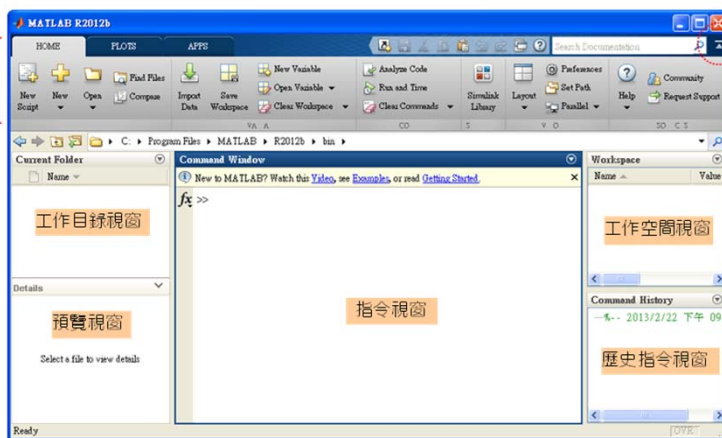 MATLAB R2012b
HOME PLOTS APPS Search Documentation
New Script New Open Find Files Compare Import Data Save Workspace New Variable Open Variable Clear Workspace Analyze Code Run and Time Clear Commands Simulink Library Layout Preferences Set Path Parallel Help Community Request Support
VA A CO S V O SO C S
C: Program Files MATLAB R2012b bin
Current Folder
Name
工作目錄視窗
Details
預覽視窗
Select a file to view details
Command Window
New to MATLAB? Watch this Video, see Examples, or read Getting Started.
fx >>
指令視窗
Workspace
Name Value
工作空間視窗
Command History
2013/2/22 下午 09
歷史指令視窗
Ready OVR